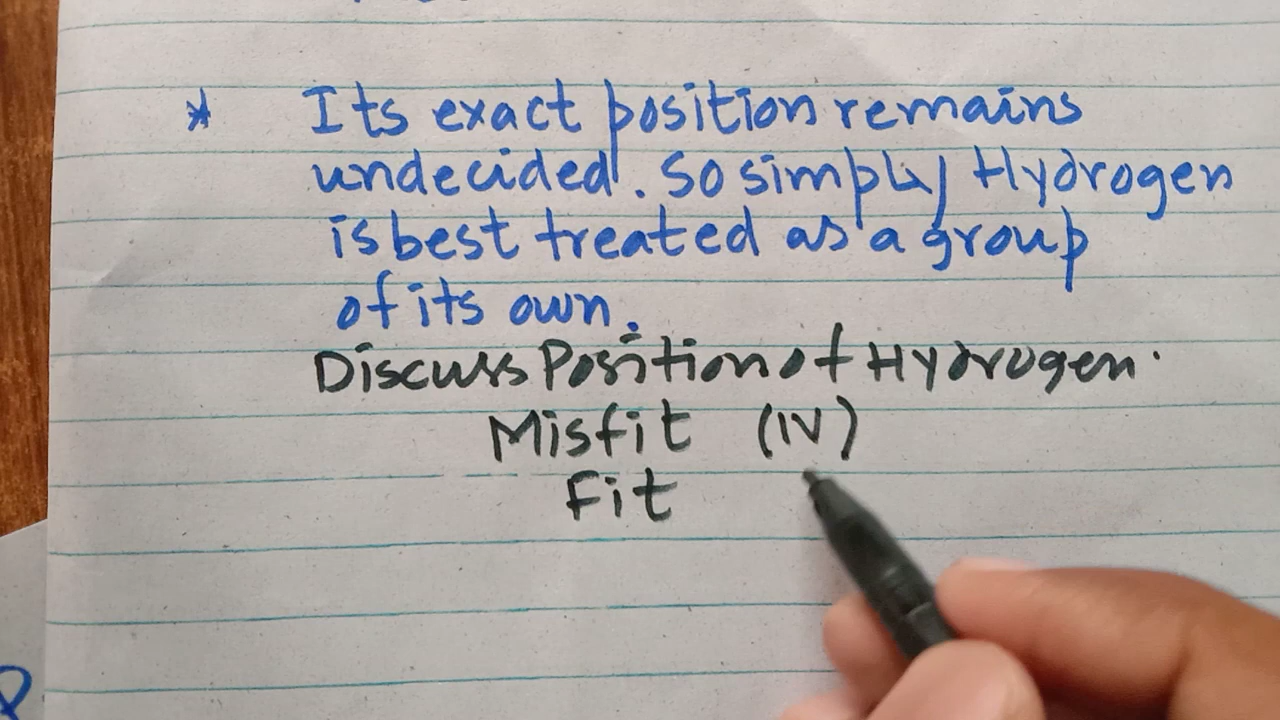 * Its exact position remains
undecided. So simply Hydrogen
is best treated as a group
of its own.
Discuss Position of Hydrogen.
Misfit (IV)
Fit